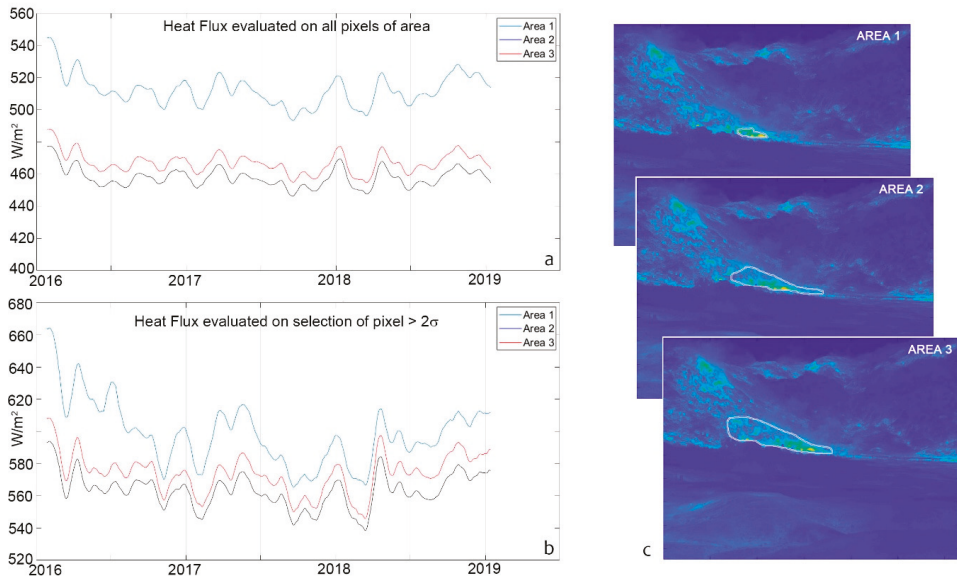 560
Heat Flux evaluated on all pixels of area
Area 1
Area 2
Area 3
540
520
500
W/m²
460
440
420
400
2016
2017
2018
2019
a
680
Heat Flux evaluated on selection of pixel > 2σ
Area 1
Area 2
Area 3
660
640
620
W/m²
580
560
540
520
2016
2017
2018
2019
b
AREA 1
AREA 2
AREA 3
c